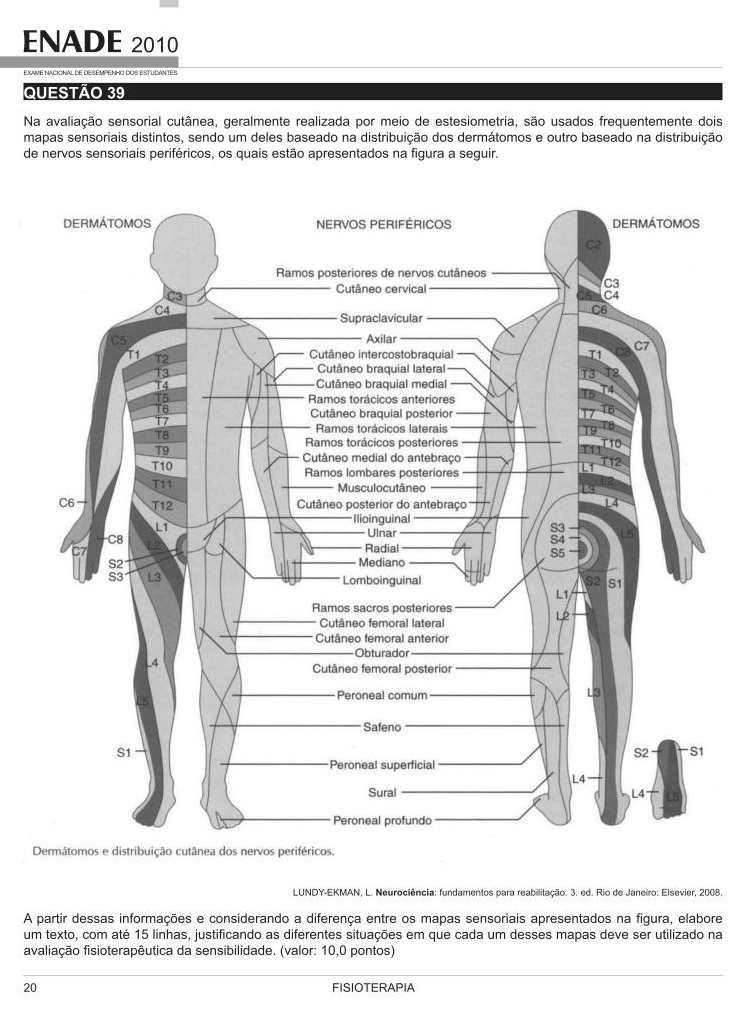 ENADE 2010
EXAME NACIONAL DE DESEMPENHO DOS ESTUDANTES
QUESTÃO 39
Na avaliação sensorial cutânea, geralmente realizada por meio de estesiometria, são usados frequentemente dois
mapas sensoriais distintos, sendo um deles baseado na distribuição dos dermátomos e outro baseado na distribuição
de nervos sensoriais periféricos, os quais estão apresentados na figura a seguir.
DERMÁTOMOS
C3
C4
C5
T1
T2
T3
T4
T5
T6
T7
T8
T9
T10
T11
T12
C6
L1
C8
C7
L2
S2
S3
L3
L4
L5
S1
NERVOS PERIFÉRICOS
Ramos posteriores de nervos cutâneos
Cutâneo cervical
Supraclavicular
Axilar
Cutâneo intercostobraquial
Cutâneo braquial lateral
Cutâneo braquial medial
Ramos torácicos anteriores
Cutâneo braquial posterior
Ramos torácicos laterais
Ramos torácicos posteriores
Cutâneo medial do antebraço
Ramos lombares posteriores
Musculocutâneo
Cutâneo posterior do antebraço
Ilioinguinal
Ulnar
Radial
Mediano
Lomboinguinal
Ramos sacros posteriores
Cutâneo femoral lateral
Cutâneo femoral anterior
Obturador
Cutâneo femoral posterior
Peroneal comum
Safeno
Peroneal superficial
Sural
Peroneal profundo
DERMÁTOMOS
C2
C3
C4
C5
C6
C7
C8
T1
T2
T3
T4
T5
T6
T7
T8
T9
T10
T11
T12
L1
L2
L3
L4
L5
S3
S4
S5
S2
S1
L1
L2
L3
L4
S2
S1
L4
L5
Dermátomos e distribuição cutânea dos nervos periféricos.
LUNDY-EKMAN, L. Neurociência: fundamentos para reabilitação. 3. ed. Rio de Janeiro: Elsevier, 2008.
A partir dessas informações e considerando a diferença entre os mapas sensoriais apresentados na figura, elabore
um texto, com até 15 linhas, justificando as diferentes situações em que cada um desses mapas deve ser utilizado na
avaliação fisioterapêutica da sensibilidade. (valor: 10,0 pontos)
20
FISIOTERAPIA